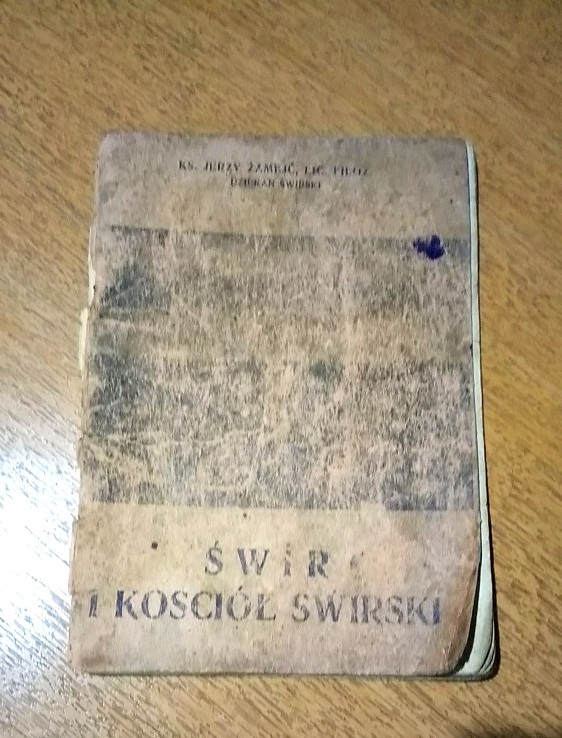 KS. JERZY ŻAMEJĆ, LIC. FILOZ
DZIEKAN ŚWIRSKI
ŚWIR
I KOŚCIÓŁ ŚWIRSKI